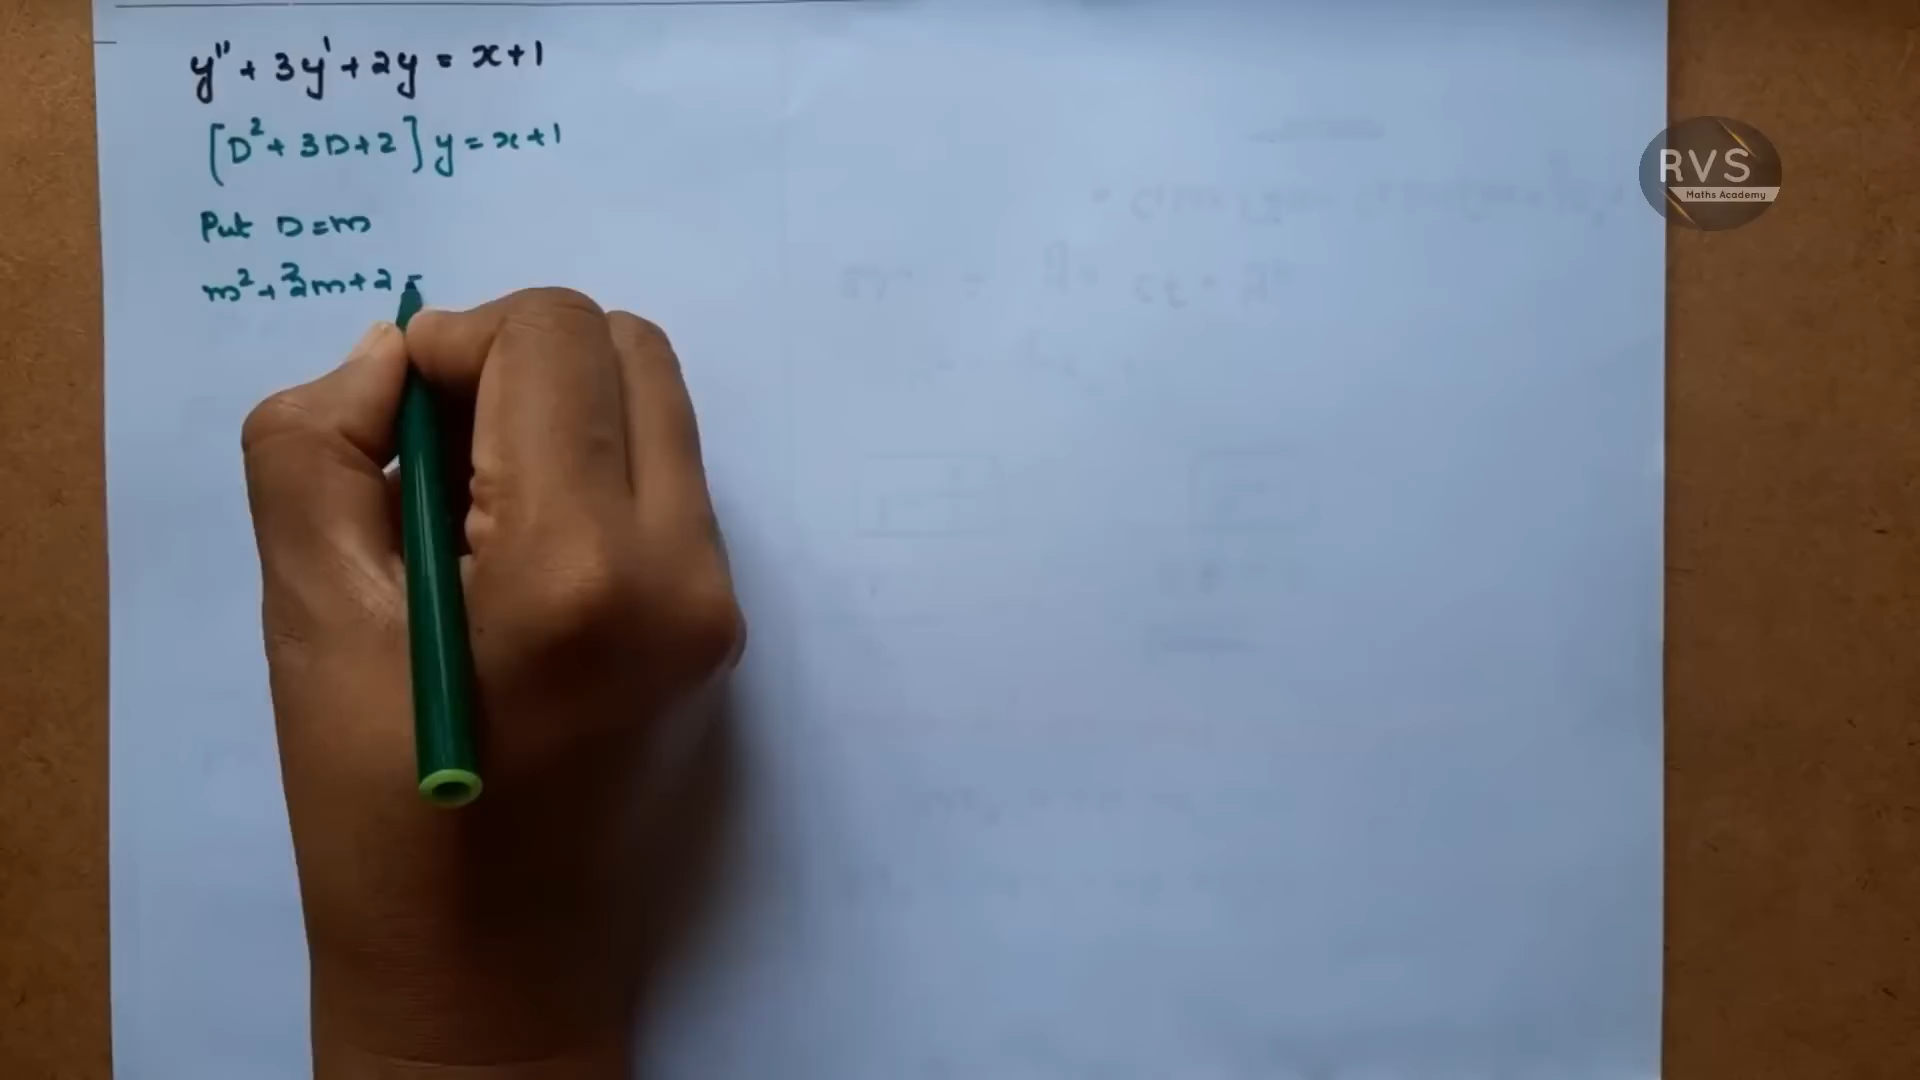 y'' + 3y' + 2y = x+1
[D² + 3D+2] y = x+1
Put D=m
m² + 3m+2 =
RVS
Maths Academy